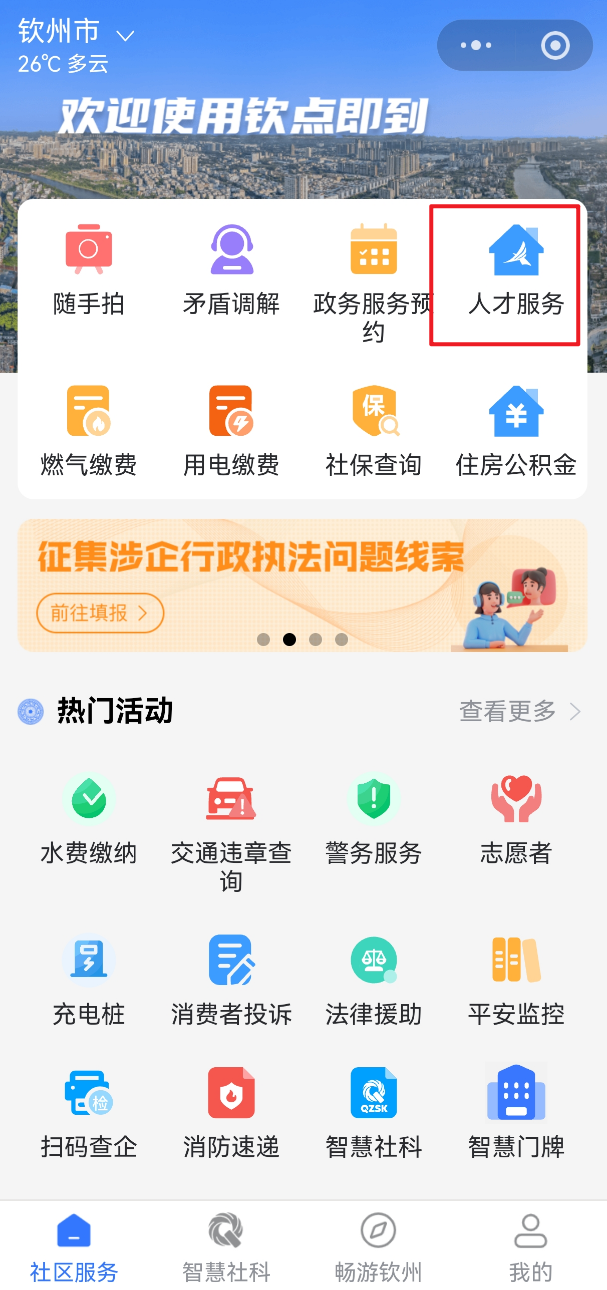 钦州市
26℃ 多云
欢迎使用钦点即到
随手拍
矛盾调解
政务服务预
约
人才服务
燃气缴费
用电缴费
保
社保查询
住房公积金
征集涉企行政执法问题线索
前往填报
热门活动
查看更多
水费缴纳
交通违章查
询
警务服务
志愿者
充电桩
消费者投诉
法律援助
平安监控
检
QZSK
扫码查企
消防速递
智慧社科
智慧门牌
社区服务
智慧社科
畅游钦州
我的